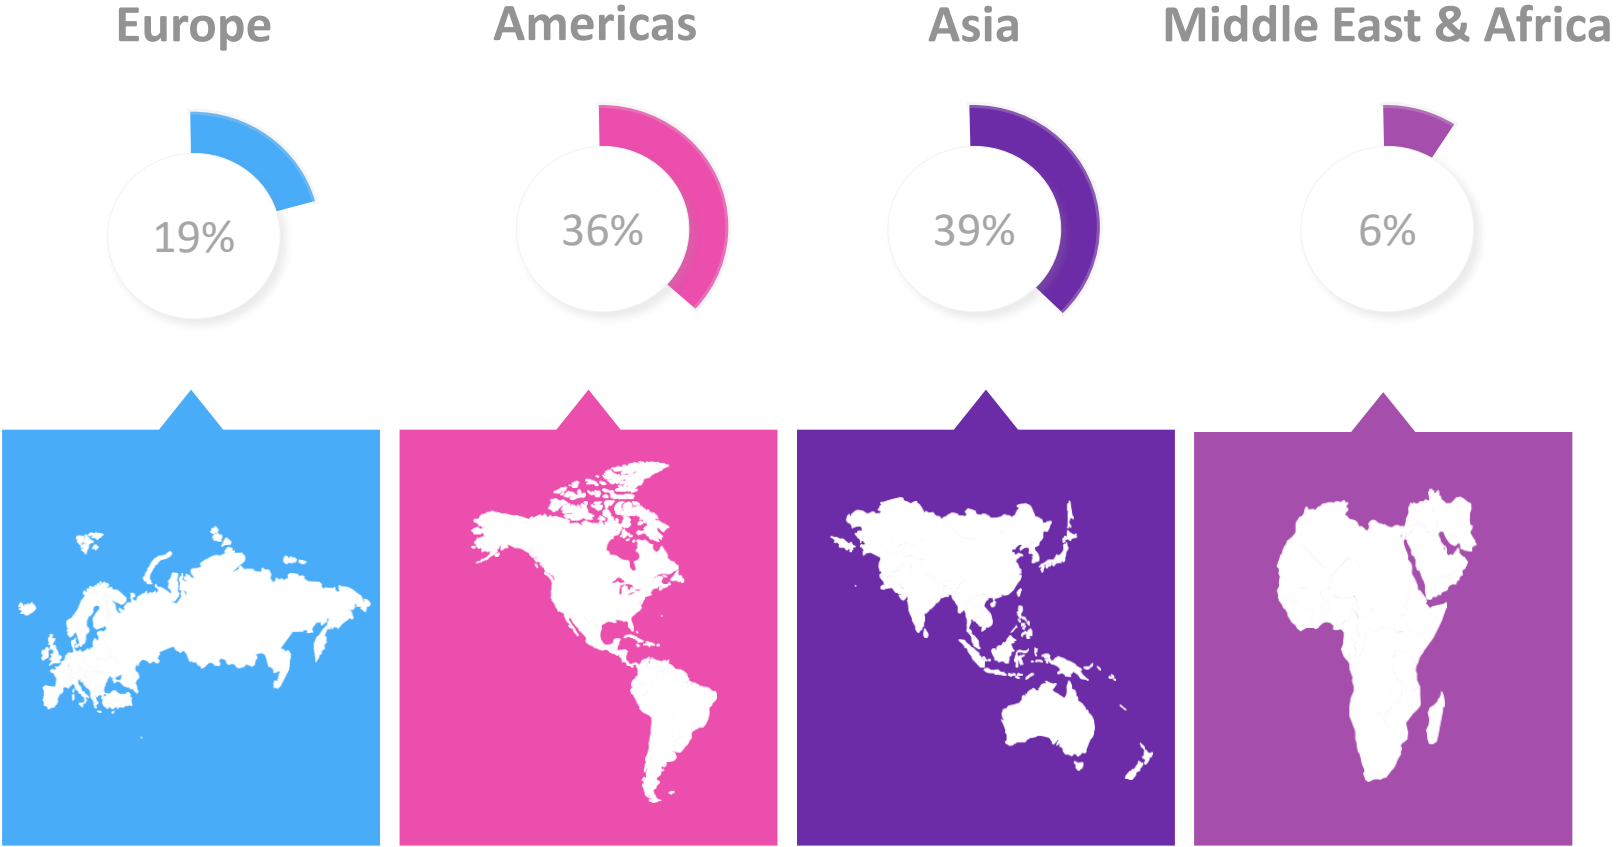 Europe
Americas
Asia
Middle East & Africa
19%
36%
39%
6%